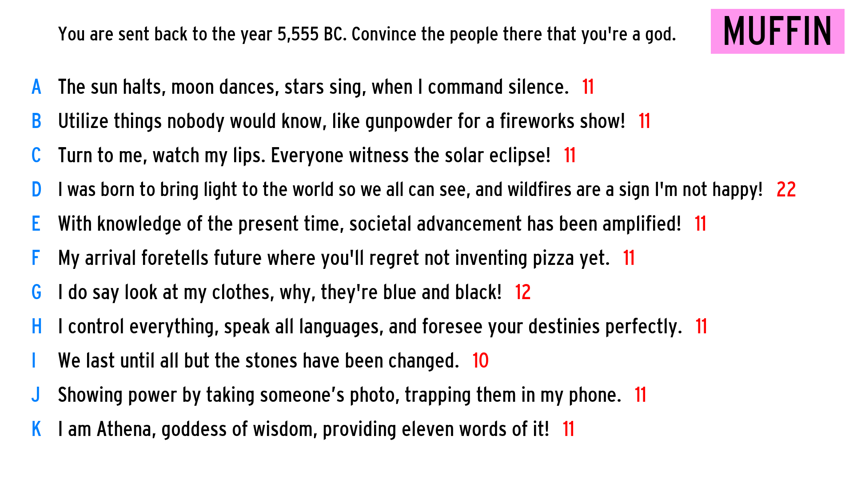 You are sent back to the year 5,555 BC. Convince the people there that you're a god.
MUFFIN
A The sun halts, moon dances, stars sing, when I command silence. 11
B Utilize things nobody would know, like gunpowder for a fireworks show! 11
C Turn to me, watch my lips. Everyone witness the solar eclipse! 11
D I was born to bring light to the world so we all can see, and wildfires are a sign I'm not happy! 22
E With knowledge of the present time, societal advancement has been amplified! 11
F My arrival foretells future where you'll regret not inventing pizza yet. 11
G I do say look at my clothes, why, they're blue and black! 12
H I control everything, speak all languages, and foresee your destinies perfectly. 11
I We last until all but the stones have been changed. 10
J Showing power by taking someone’s photo, trapping them in my phone. 11
K I am Athena, goddess of wisdom, providing eleven words of it! 11